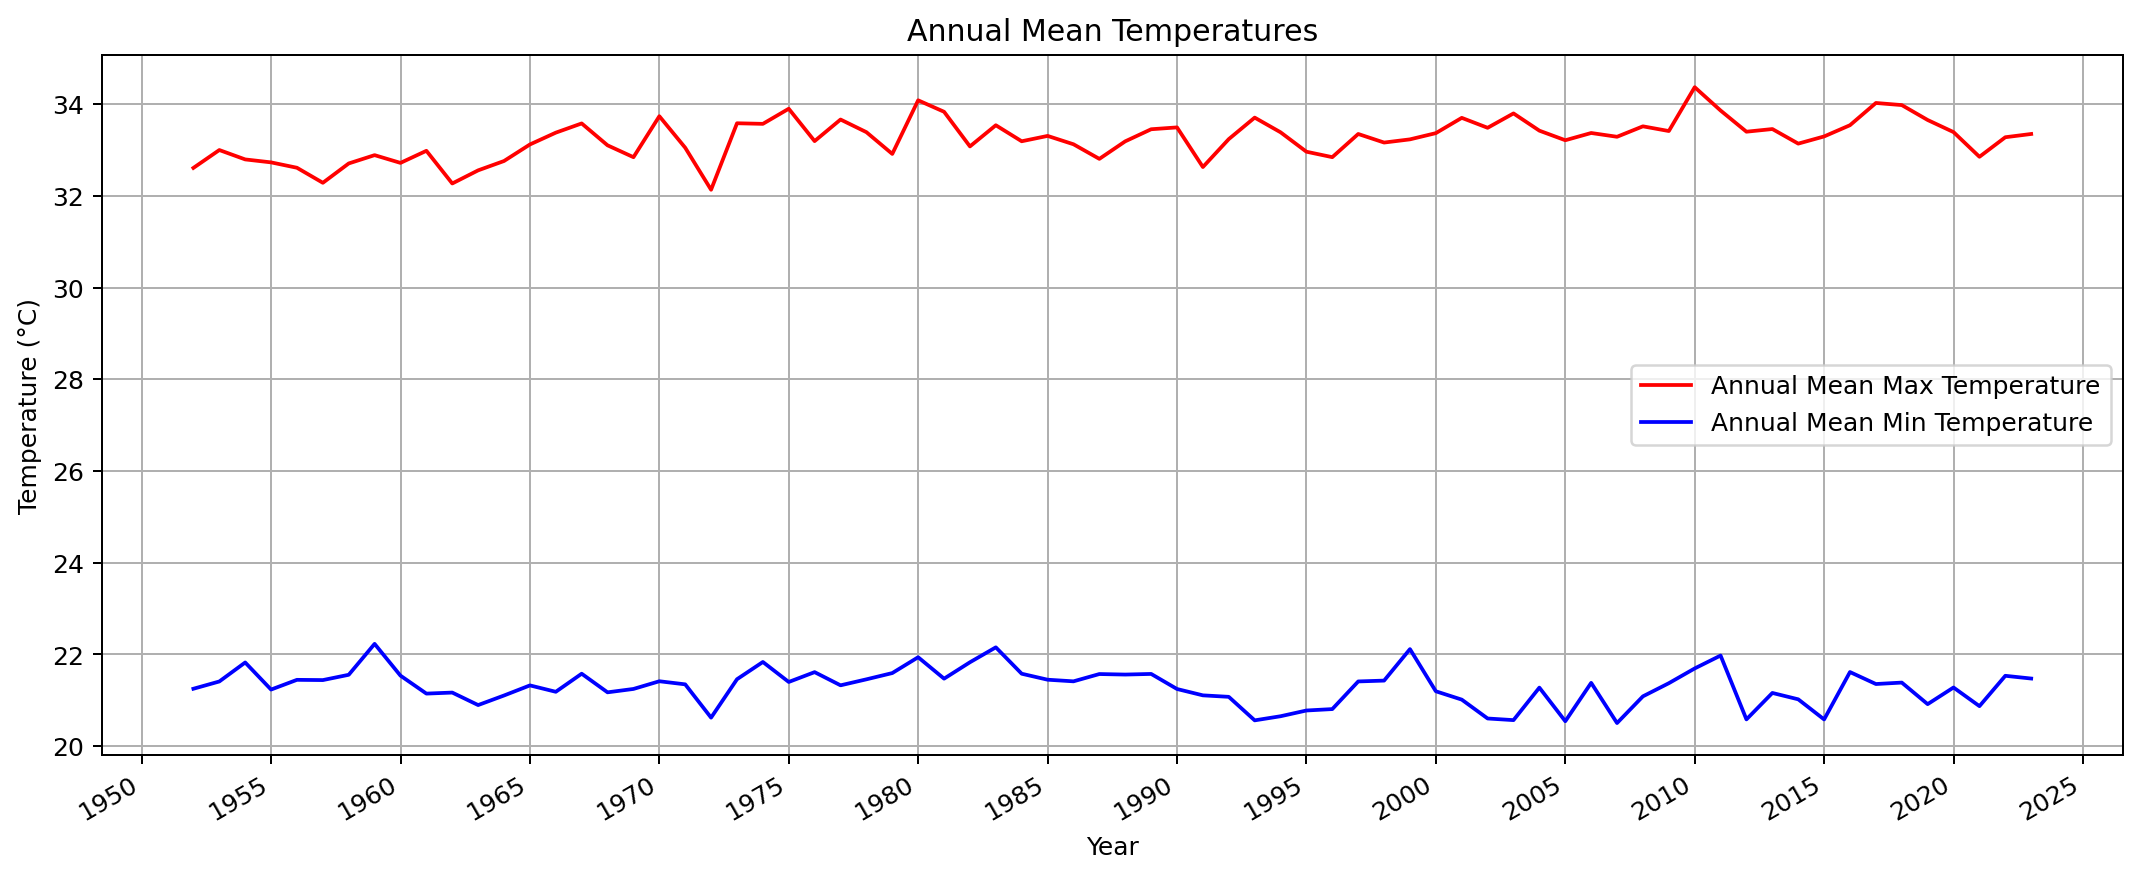 Annual Mean Temperatures
34
32
30
28
26
24
22
20
Temperature (°C)
Annual Mean Max Temperature
Annual Mean Min Temperature
1950 1955 1960 1965 1970 1975 1980 1985 1990 1995 2000 2005 2010 2015 2020 2025
Year